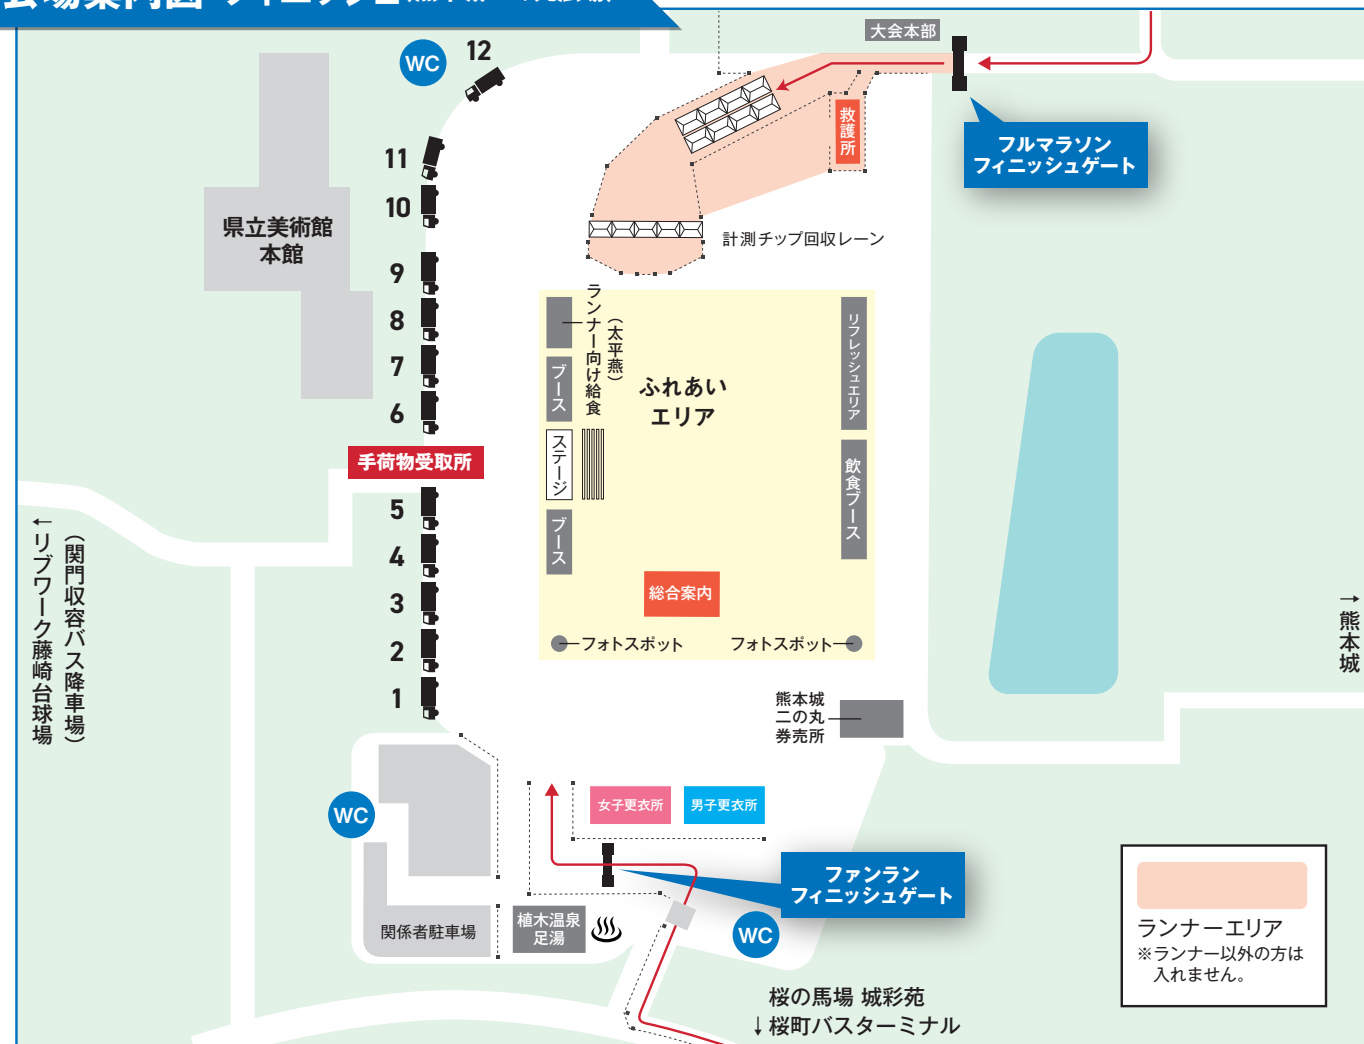 会場案内図
大会本部
WC
12
11
10
9
8
7
6
手荷物受取所
5
4
3
2
1
県立美術館
本館
救護所
フルマラソン
フィニッシュゲート
計測チップ回収レーン
ランナー向け給食
（太平燕）
ブース
ステージ
ブース
ふれあい
エリア
リフレッシュエリア
飲食ブース
総合案内
フォトスポット
フォトスポット
（関門収容バス降車場）
←リブワーク藤崎台球場
→熊本城
熊本城
二の丸
券売所
WC
女子更衣所
男子更衣所
ファンラン
フィニッシュゲート
関係者駐車場
植木温泉
足湯
WC
桜の馬場 城彩苑
↓桜町バスターミナル
ランナーエリア
※ランナー以外の方は
入れません。